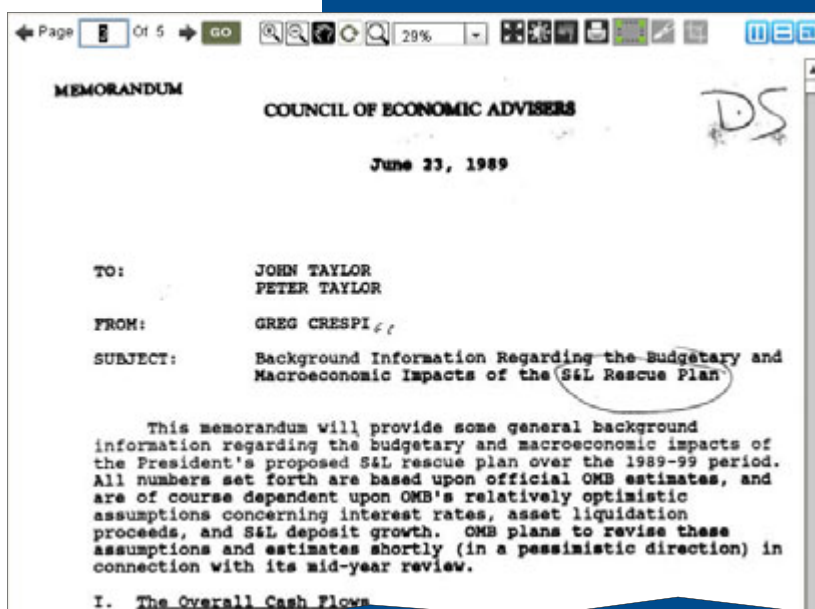 Page 3 Of 5 GO 29%
MEMORANDUM
COUNCIL OF ECONOMIC ADVISERS
DS
June 23, 1989
TO: JOHN TAYLOR
PETER TAYLOR
FROM: GREG CRESPI
SUBJECT: Background Information Regarding the Budgetary and
Macroeconomic Impacts of the S&L Rescue Plan
This memorandum will provide some general background
information regarding the budgetary and macroeconomic impacts of
the President's proposed S&L rescue plan over the 1989-99 period.
All numbers set forth are based upon official OMB estimates, and
are of course dependent upon OMB's relatively optimistic
assumptions concerning interest rates, asset liquidation
proceeds, and S&L deposit growth. OMB plans to revise these
assumptions and estimates shortly (in a pessimistic direction) in
connection with its mid-year review.
I. The Overall Cash Flows